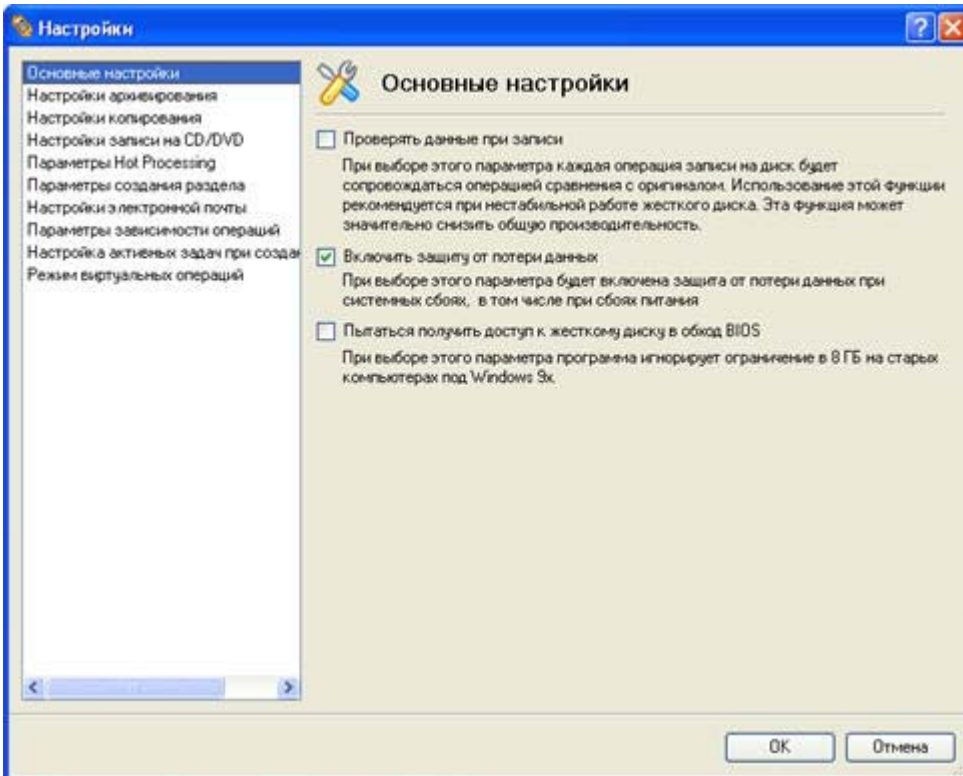 Настройки
Основные настройки
Настройки архивирования
Настройки копирования
Настройки записи на CD/DVD
Параметры Hot Processing
Параметры создания раздела
Настройки электронной почты
Параметры зависимости операций
Настройка активных задач при создан
Режим виртуальных операций
Основные настройки
Проверять данные при записи
При выборе этого параметра каждая операция записи на диск будет
сопровождаться операцией сравнения с оригиналом. Использование этой функции
рекомендуется при нестабильной работе жесткого диска. Эта функция может
значительно снизить общую производительность.
Включить защиту от потери данных
При выборе этого параметра будет включена защита от потери данных при
системных сбоях, в том числе при сбоях питания
Пытаться получить доступ к жесткому диску в обход BIOS
При выборе этого параметра программа игнорирует ограничение в 8 ГБ на старых
компьютерах под Windows 9x.
OK
Отмена